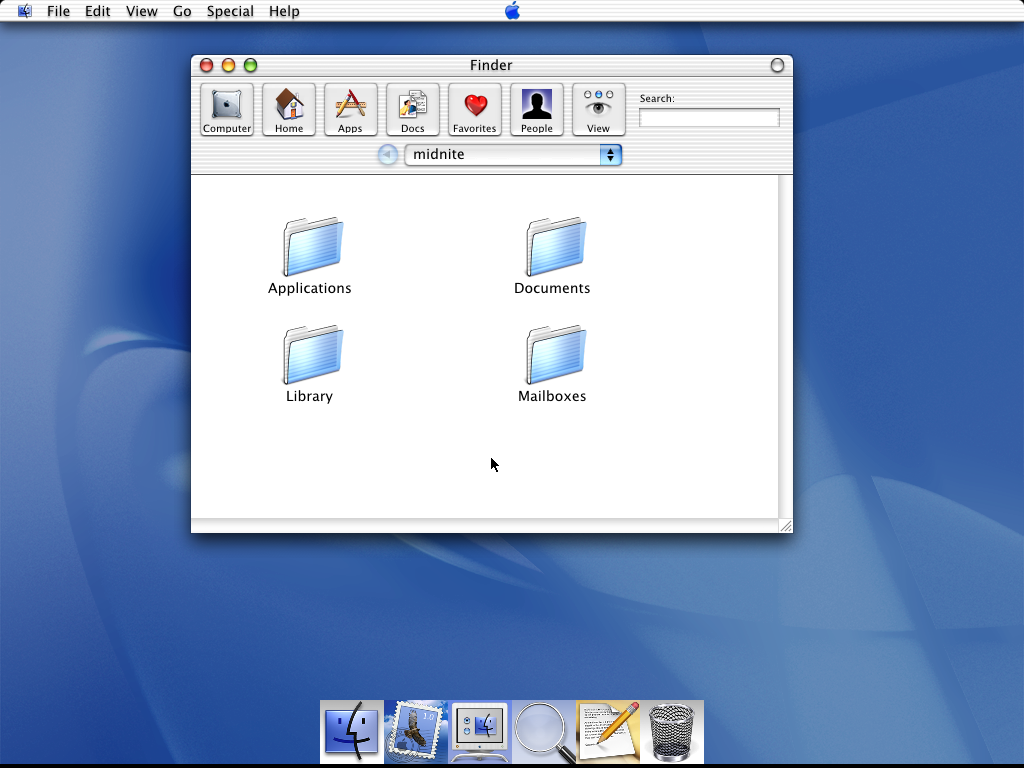 File Edit View Go Special Help
Finder
Computer Home Apps Docs Favorites People View Search:
midnite
Applications Documents
Library Mailboxes
1.0